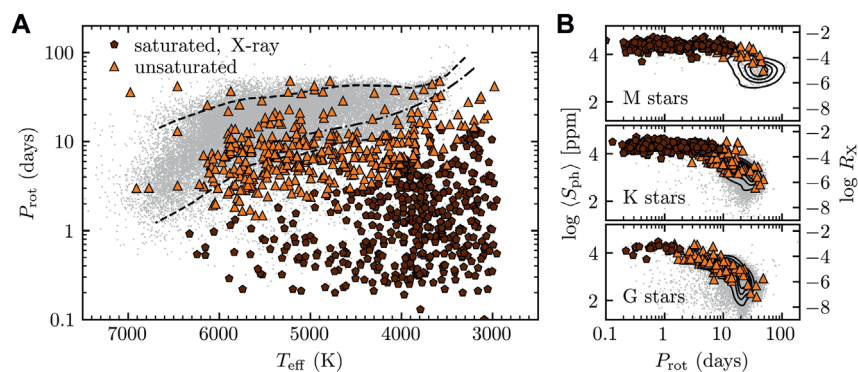 A
saturated, X-ray
unsaturated
100
10
1
0.1
P_rot (days)
7000 6000 5000 4000 3000
T_eff (K)
B
4
2
−2
−4
−6
−8
M stars
4
2
−2
−4
−6
−8
K stars
4
2
−2
−4
−6
−8
G stars
log ⟨S_ph⟩ [ppm]
log R_X
0.1 1 10 100
P_rot (days)